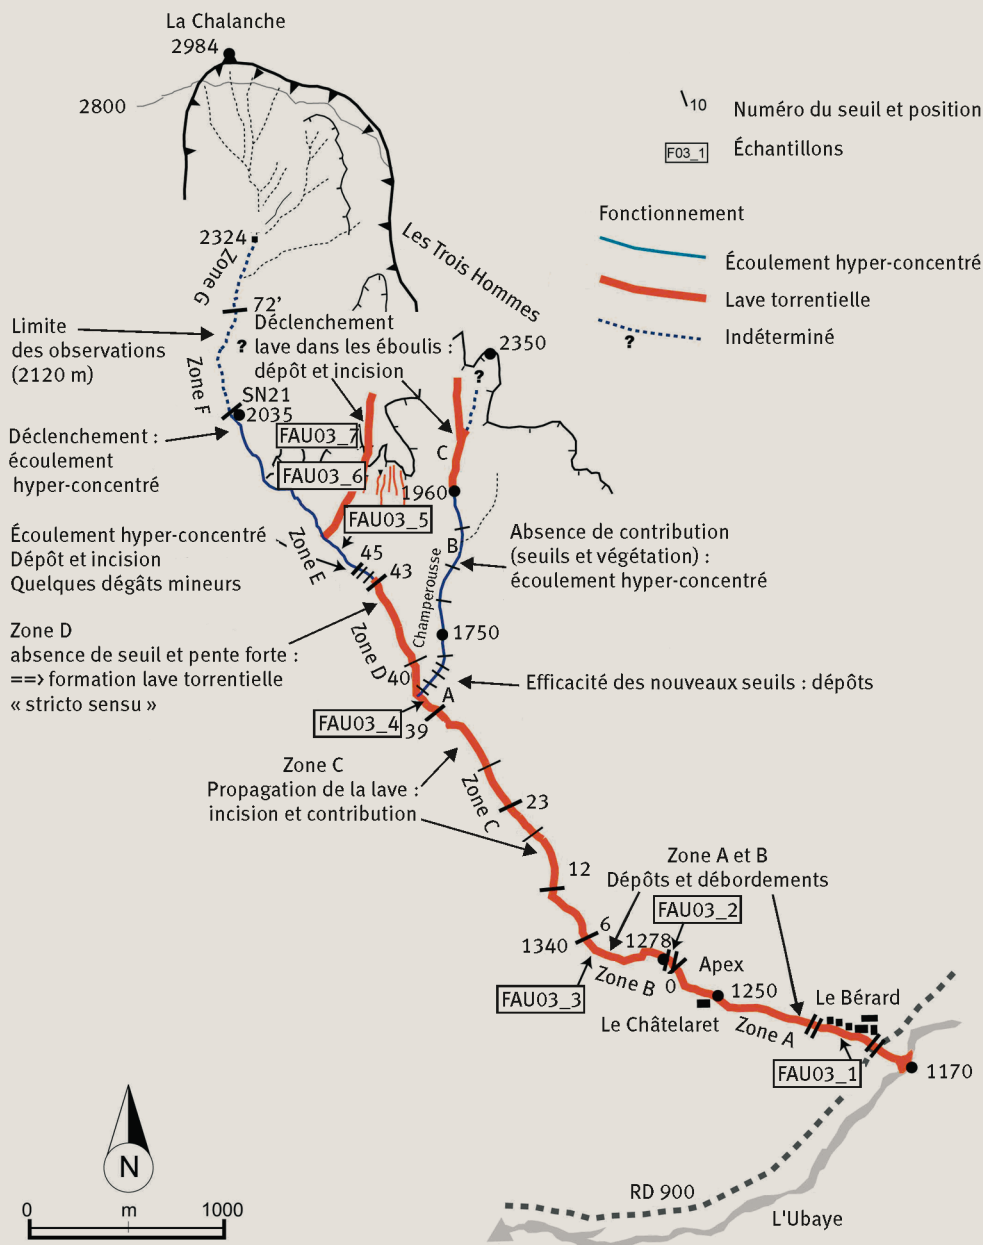 La Chalanche
2984
2800
10
Numéro du seuil et position
F03_1
Échantillons
Fonctionnement
Écoulement hyper-concentré
Lave torrentielle
Indéterminé
?
Les Trois Hommes
2324
Zone G
72’
Limite
des observations
(2120 m)
Déclenchement
? lave dans les éboulis :
dépôt et incision
2350
?
Zone F
SN21
2035
Déclenchement :
écoulement
hyper-concentré
FAU03_7
FAU03_6
C
1960
FAU03_5
Écoulement hyper-concentré
Dépôt et incision
Quelques dégâts mineurs
Zone E
45
43
B
Champerousse
Absence de contribution
(seuils et végétation) :
écoulement hyper-concentré
1750
Zone D
absence de seuil et pente forte :
==> formation lave torrentielle
« stricto sensu »
Zone D
40
A
Efficacité des nouveaux seuils : dépôts
FAU03_4
39
Zone C
Propagation de la lave :
incision et contribution
Zone C
23
12
Zone A et B
Dépôts et débordements
FAU03_2
6
1340
1278
Apex
Zone B
0
FAU03_3
1250
Le Châtelaret
Zone A
Le Bérard
FAU03_1
1170
N
0
m
1000
RD 900
L'Ubaye